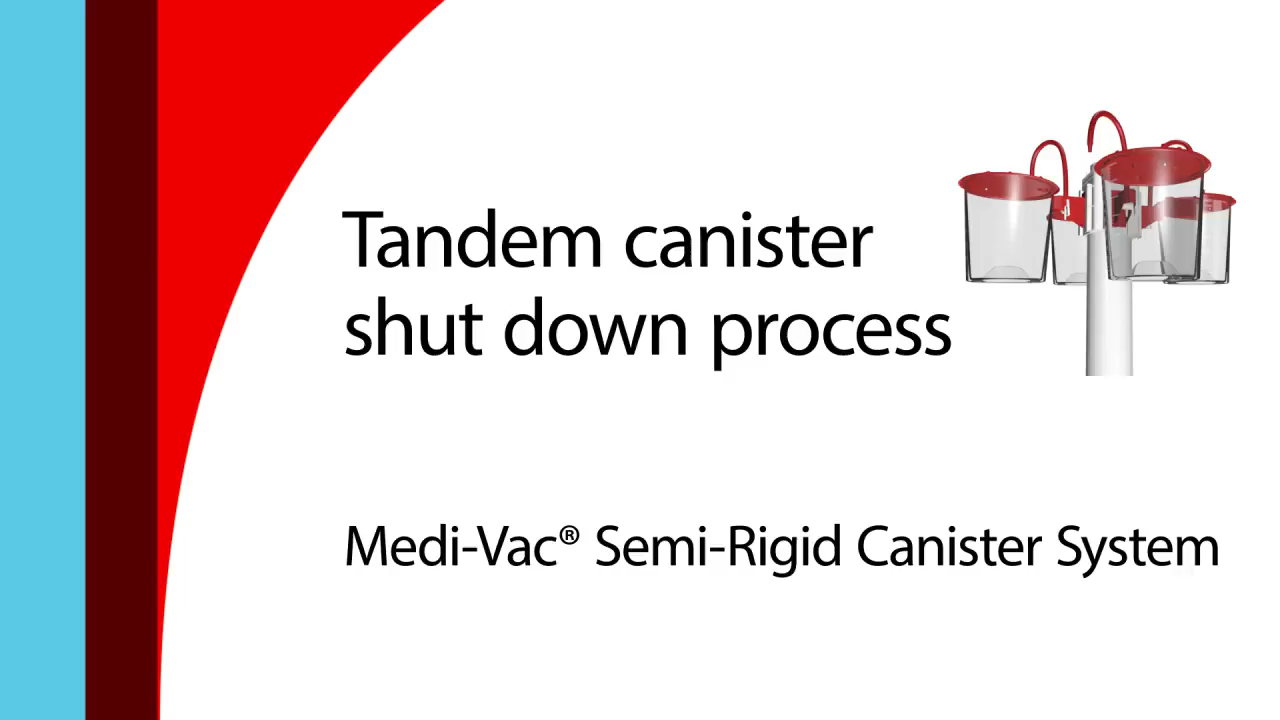 Tandem canister
shut down process
Medi-Vac® Semi-Rigid Canister System